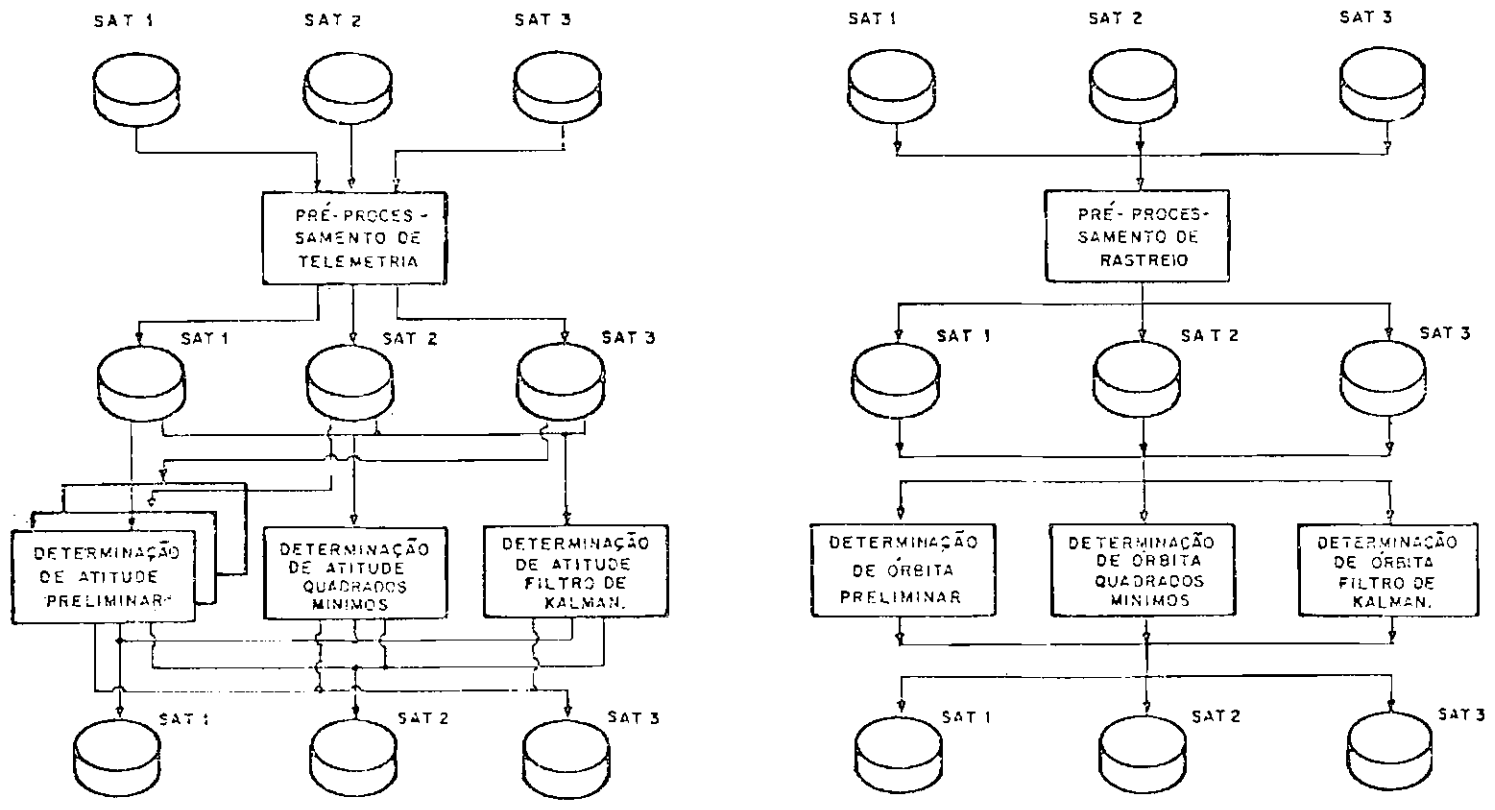 SAT 1
SAT 2
SAT 3
PRÉ-PROCES-
SAMENTO DE
TELEMETRIA
SAT 1
SAT 2
SAT 3
DETERMINAÇÃO
DE ATITUDE
PRELIMINAR
DETERMINAÇÃO
DE ATITUDE
QUADRADOS
MINIMOS
DETERMINAÇÃO
DE ATITUDE
FILTRO DE
KALMAN.
SAT 1
SAT 2
SAT 3
SAT 1
SAT 2
SAT 3
PRÉ-PROCES-
SAMENTO DE
RASTREIO
SAT 1
SAT 2
SAT 3
DETERMINAÇÃO
DE ÓRBITA
PRELIMINAR
DETERMINAÇÃO
DE ÓRBITA
QUADRADOS
MINIMOS
DETERMINAÇÃO
DE ÓRBITA
FILTRO DE
KALMAN.
SAT 1
SAT 2
SAT 3